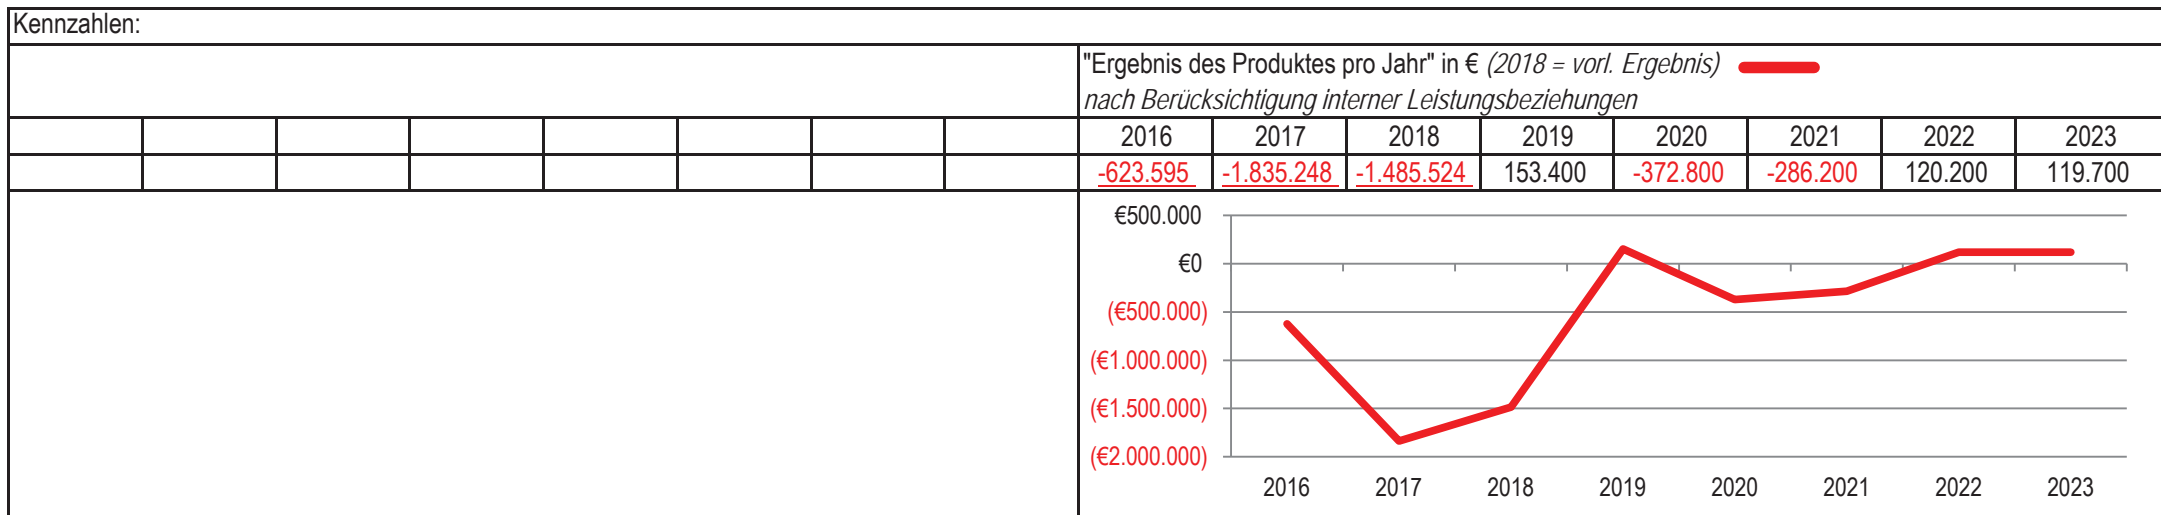 Kennzahlen:
"Ergebnis des Produktes pro Jahr" in € (2018 = vorl. Ergebnis)
nach Berücksichtigung interner Leistungsbeziehungen
2016 2017 2018 2019 2020 2021 2022 2023
-623.595 -1.835.248 -1.485.524 153.400 -372.800 -286.200 120.200 119.700
€500.000
€0
(€500.000)
(€1.000.000)
(€1.500.000)
(€2.000.000)
2016 2017 2018 2019 2020 2021 2022 2023